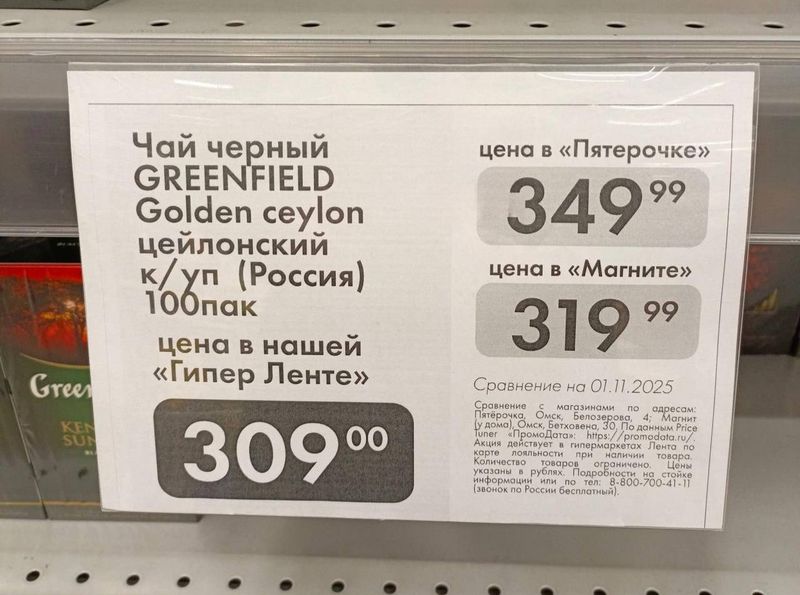 Чай черный
GREENFIELD
Golden ceylon
цейлонский
к/уп (Россия)
100пак
цена в нашей
«Гипер Ленте»
309 00
цена в «Пятерочке»
349 99
цена в «Магните»
319 99
Сравнение на 01.11.2025
Сравнение с магазинами по адресам:
Пятёрочка, Омск, Белозерова, 4; Магнит
(у дома), Омск, Бетховена, 30, По данным Price
Tuner «ПромоДата»: https://promodata.ru/.
Акция действует в гипермаркетах Лента по
карте лояльности при наличии товара.
Количество товаров ограничено. Цены
указаны в рублях. Подробности на стойке
информации или по тел: 8-800-700-41-11
(звонок по России бесплатный).
Green
KEN
SUN